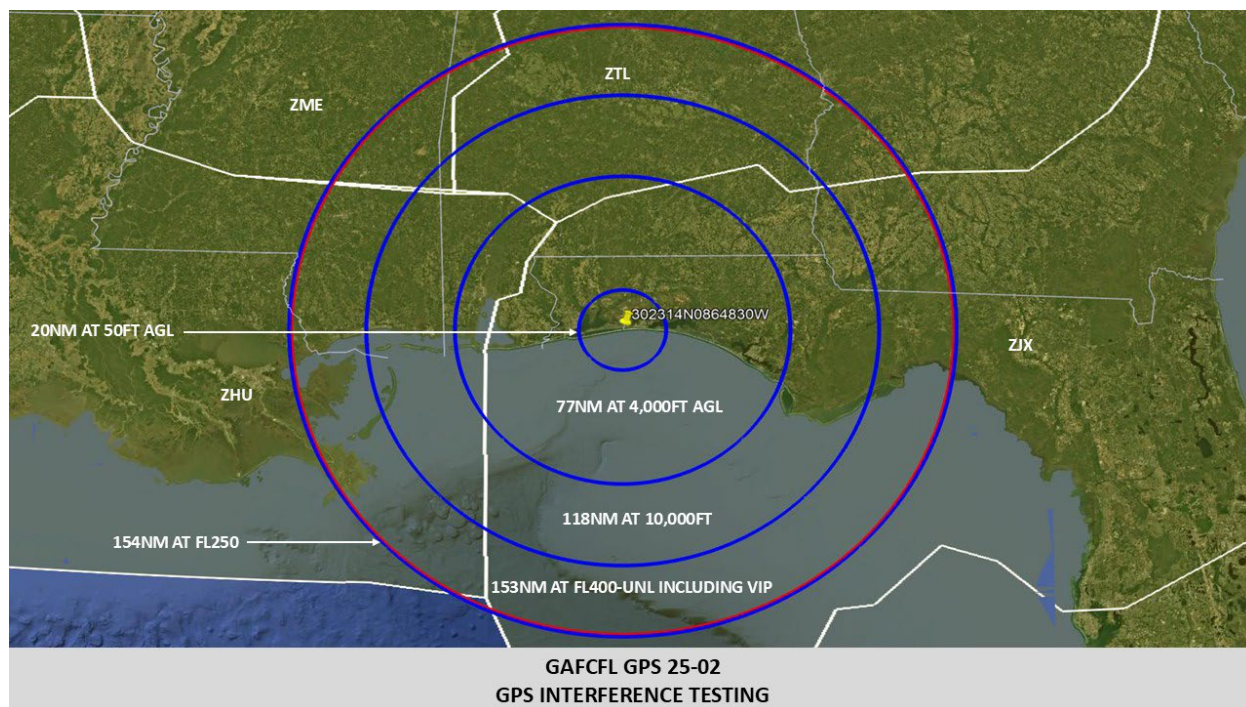 ZTL
ZME
302314N0864830W
20NM AT 50FT AGL
ZJX
ZHU
77NM AT 4,000FT AGL
118NM AT 10,000FT
154NM AT FL250
153NM AT FL400-UNL INCLUDING VIP
GAFCFL GPS 25-02
GPS INTERFERENCE TESTING